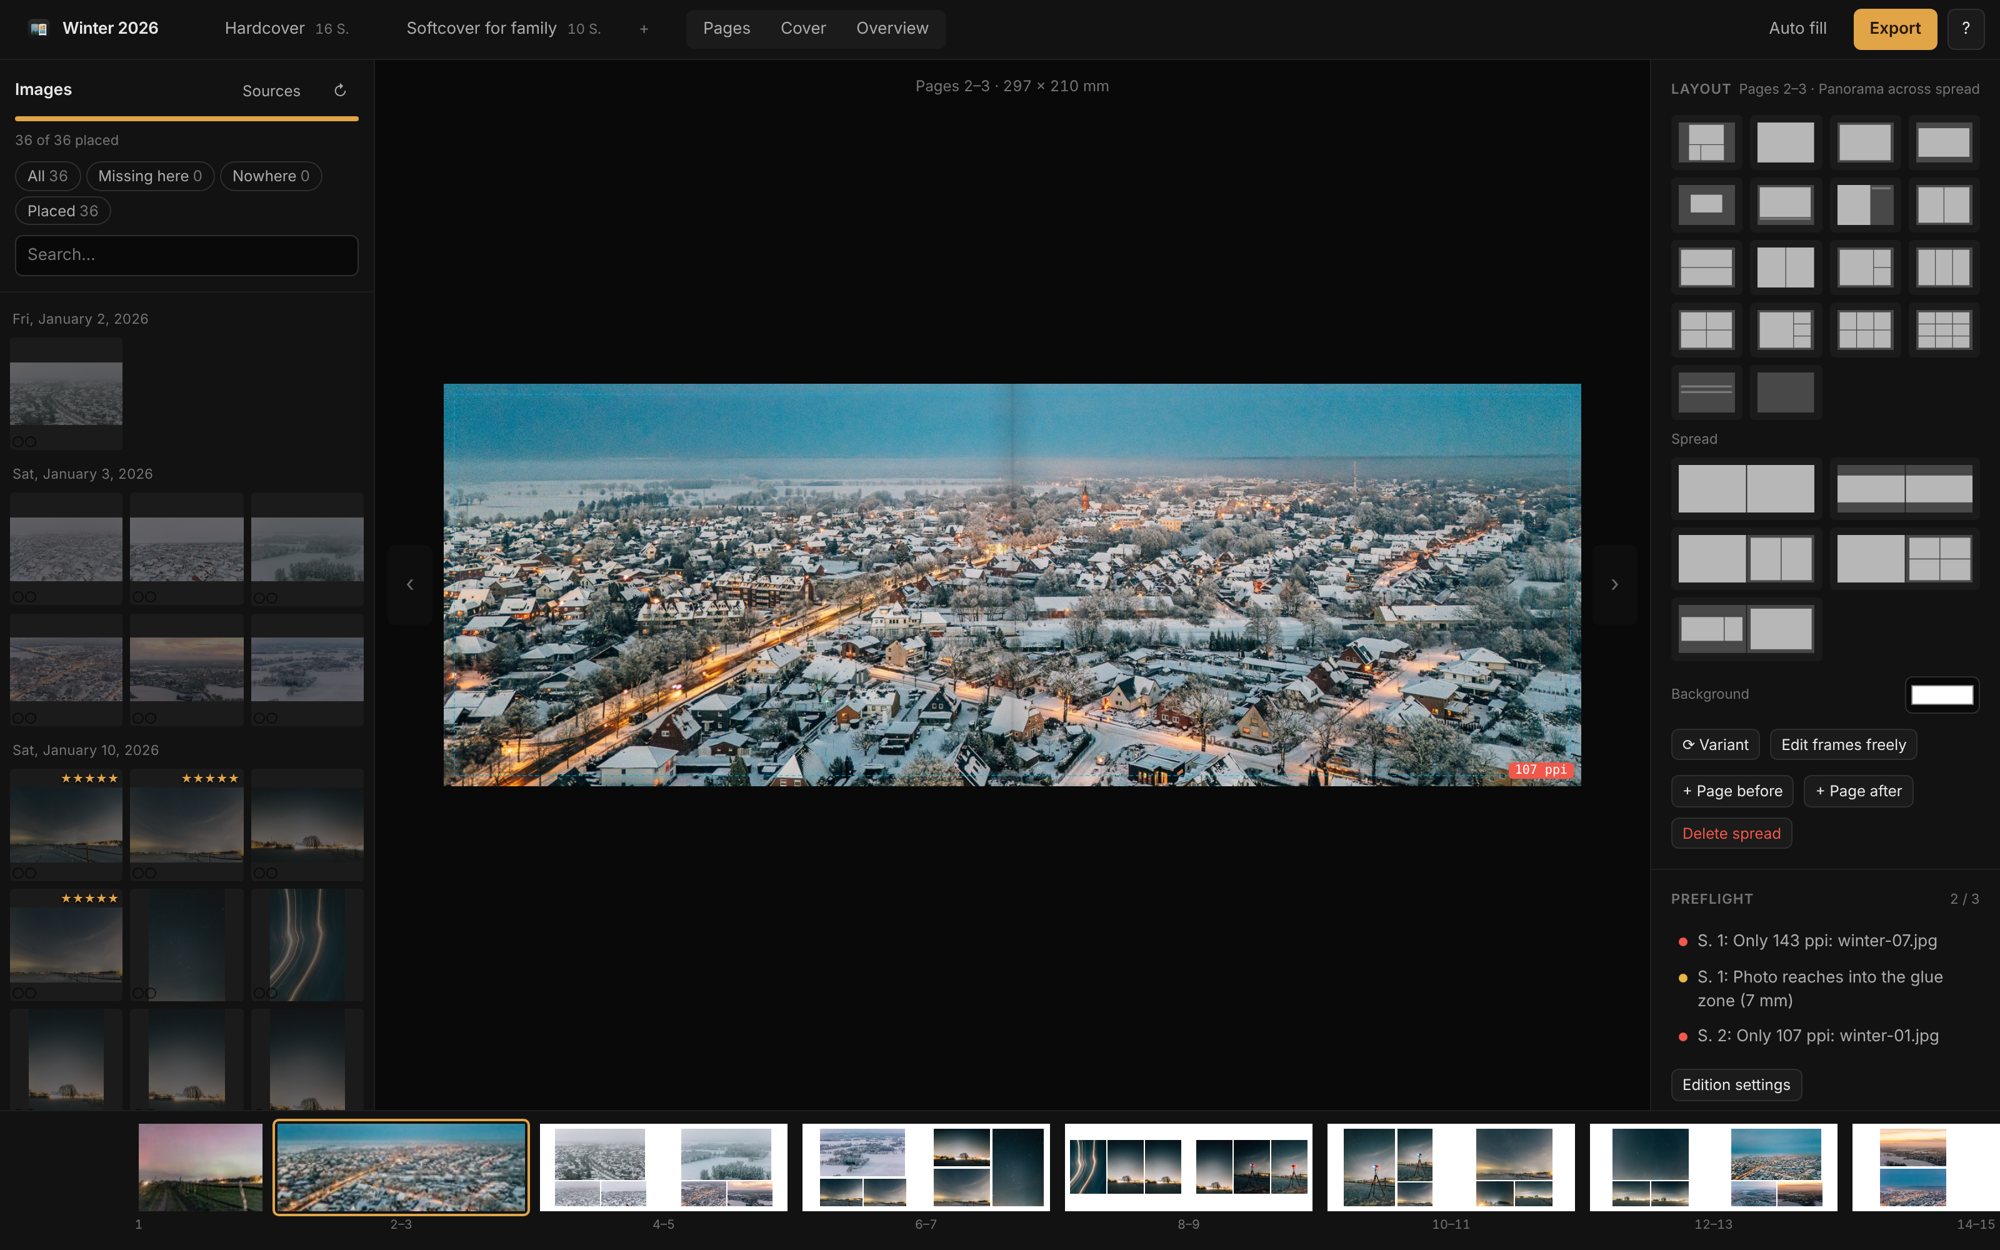 Winter 2026
Hardcover 16 S.
Softcover for family 10 S.
+
Pages Cover Overview
Auto fill
Export
?
Images
Sources
36 of 36 placed
All 36
Missing here 0
Nowhere 0
Placed 36
Search...
Fri, January 2, 2026
Sat, January 3, 2026
Sat, January 10, 2026
Pages 2–3 · 297 × 210 mm
107 ppi
LAYOUT Pages 2–3 · Panorama across spread
Spread
Background
⟳ Variant
Edit frames freely
+ Page before
+ Page after
Delete spread
PREFLIGHT 2 / 3
S. 1: Only 143 ppi: winter-07.jpg
S. 1: Photo reaches into the glue
zone (7 mm)
S. 2: Only 107 ppi: winter-01.jpg
Edition settings
1
2–3
4–5
6–7
8–9
10–11
12–13
14–15